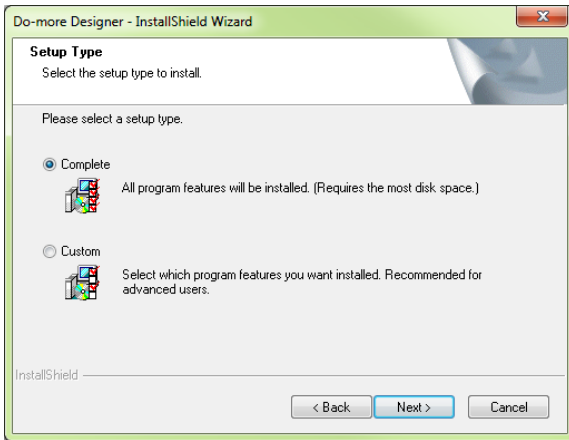 Do-more Designer - InstallShield Wizard
Setup Type
Select the setup type to install.
Please select a setup type.
Complete
All program features will be installed. (Requires the most disk space.)
Custom
Select which program features you want installed. Recommended for
advanced users.
InstallShield
< Back
Next >
Cancel